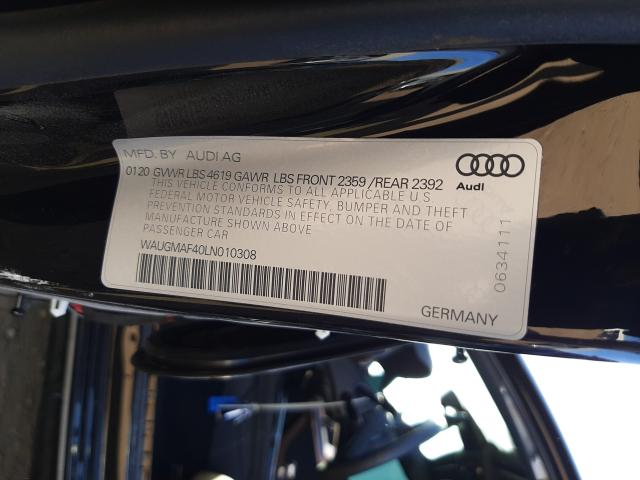 MFD. BY AUDI AG
0120 GVWR LBS 4619 GAWR LBS FRONT 2359 /REAR 2392
THIS VEHICLE CONFORMS TO ALL APPLICABLE U S
FEDERAL MOTOR VEHICLE SAFETY, BUMPER AND THEFT
PREVENTION STANDARDS IN EFFECT ON THE DATE OF
MANUFACTURE SHOWN ABOVE
PASSENGER CAR
WAUGMAF40LN010308
Audi
0634111
GERMANY